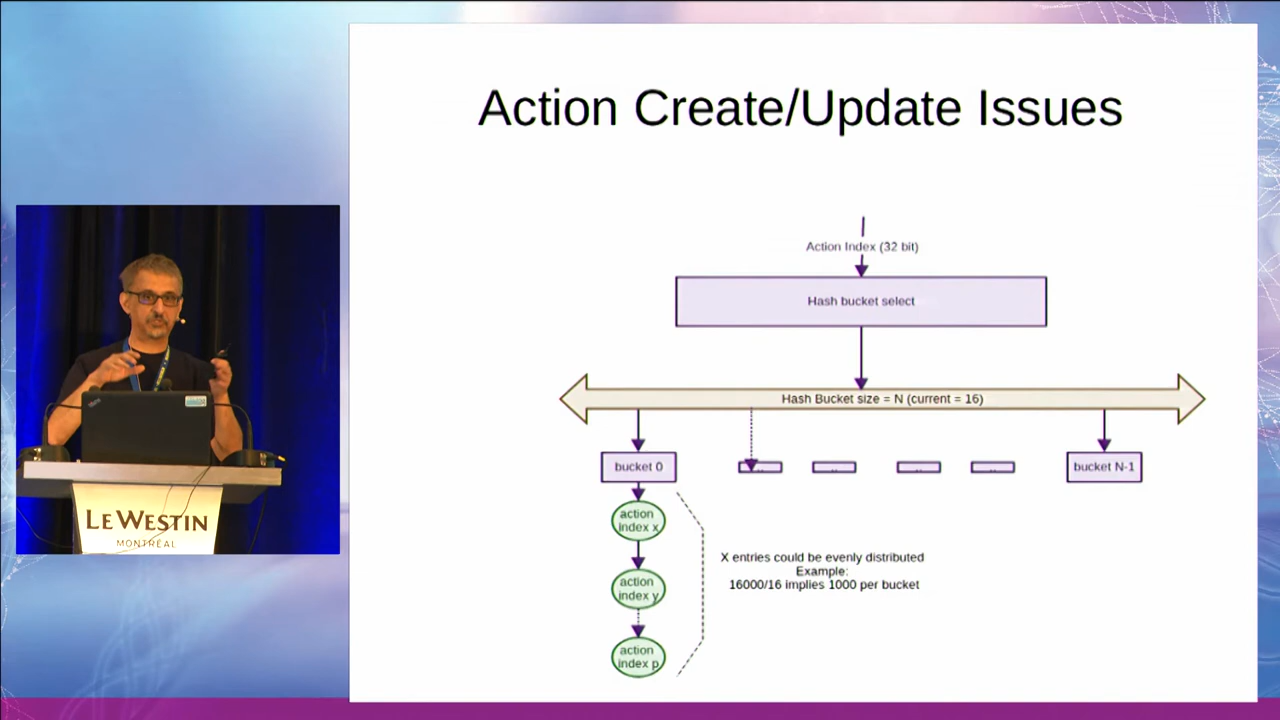 Action Create/Update Issues
Action Index (32 bit)
Hash bucket select
Hash Bucket size = N (current = 16)
bucket 0
bucket N-1
action
index x
action
index y
action
index p
X entries could be evenly distributed
Example:
16000/16 implies 1000 per bucket
LE WESTIN
MONTRÉAL